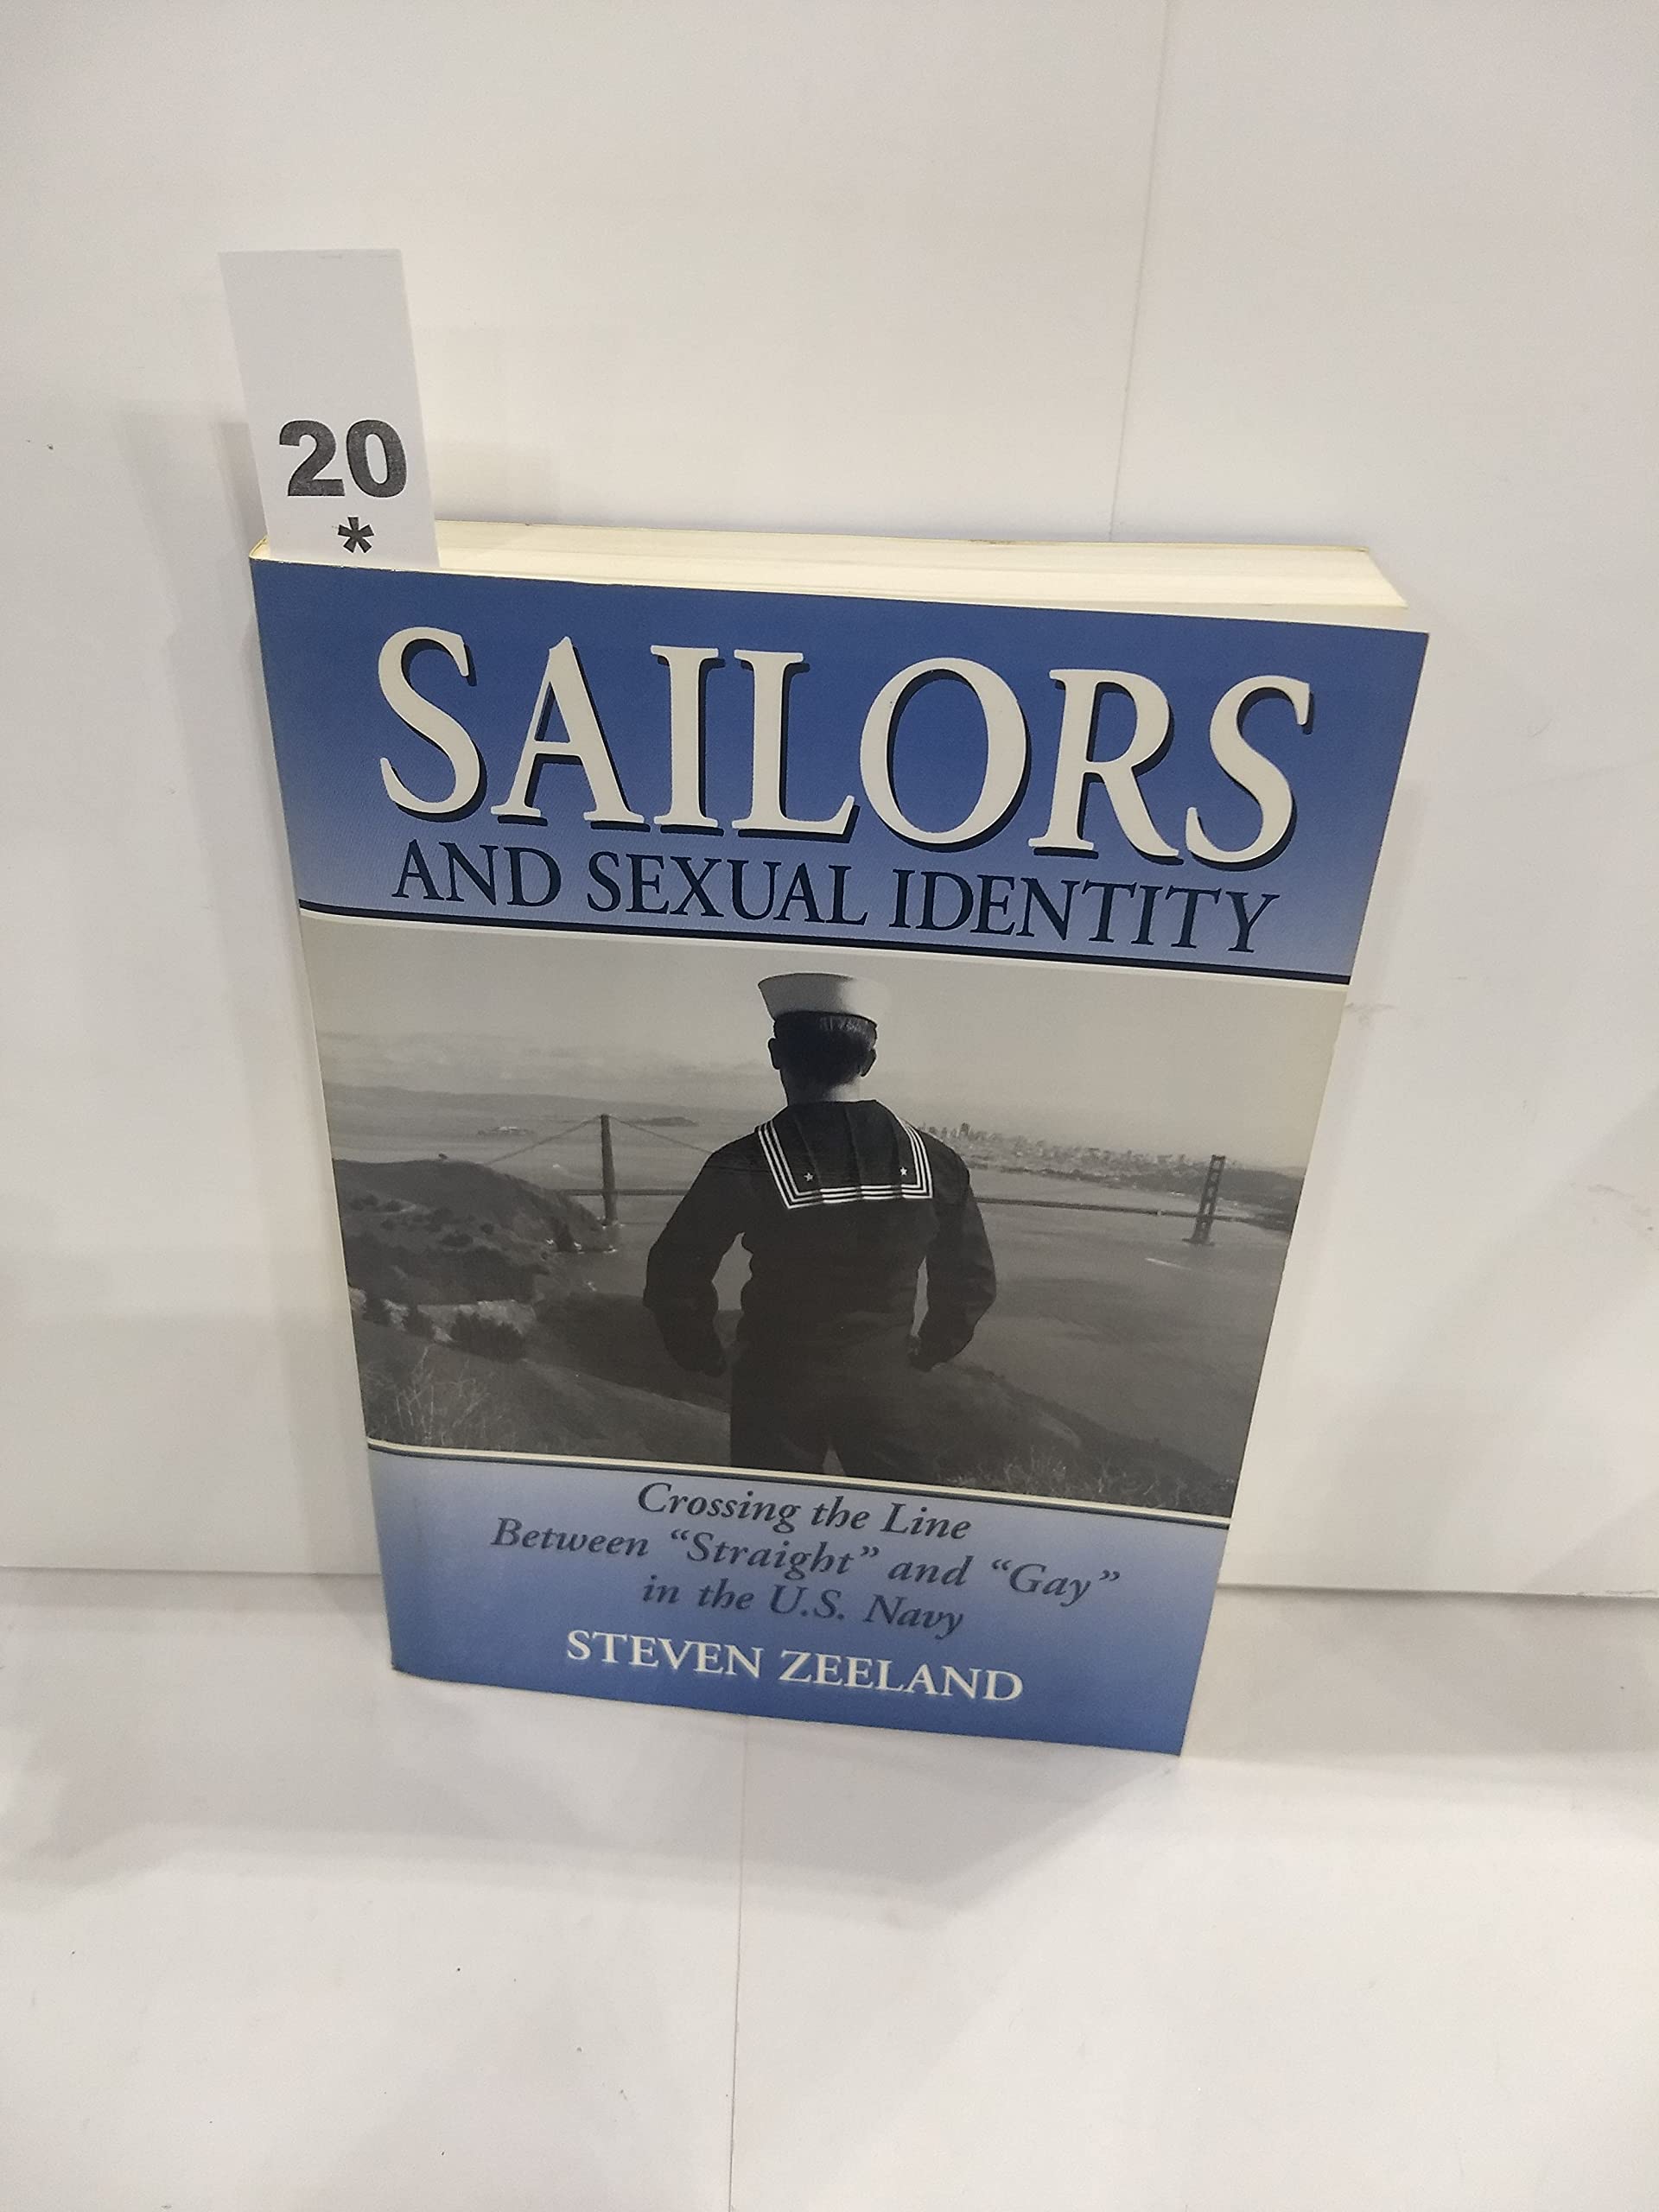 20
*
SAILORS
AND SEXUAL IDENTITY
Crossing the Line
Between “Straight” and “Gay”
in the U.S. Navy
STEVEN ZEELAND